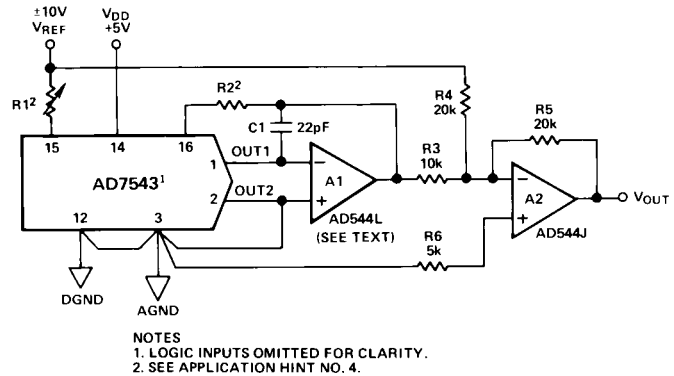 ±10V
VREF
VDD
+5V
R1²
R2²
C1
22pF
R4
20k
R5
20k
15
14
16
OUT1
1
AD7543¹
OUT2
2
12
3
A1
AD544L
(SEE TEXT)
R3
10k
A2
AD544J
VOUT
R6
5k
DGND
AGND
NOTES
1. LOGIC INPUTS OMITTED FOR CLARITY.
2. SEE APPLICATION HINT NO. 4.